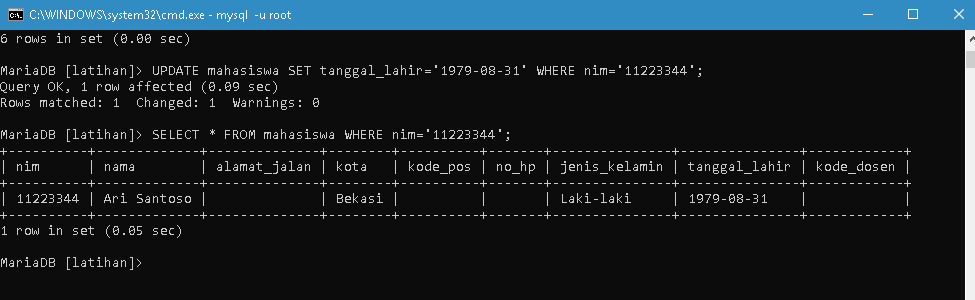 C:\WINDOWS\system32\cmd.exe - mysql -u root
6 rows in set (0.00 sec)
MariaDB [latihan]> UPDATE mahasiswa SET tanggal_lahir='1979-08-31' WHERE nim='11223344';
Query OK, 1 row affected (0.09 sec)
Rows matched: 1  Changed: 1  Warnings: 0
MariaDB [latihan]> SELECT * FROM mahasiswa WHERE nim='11223344';
+----------+-------------+--------------+--------+----------+-------+---------------+---------------+------------+
| nim      | nama        | alamat_jalan | kota   | kode_pos | no_hp | jenis_kelamin | tanggal_lahir | kode_dosen |
+----------+-------------+--------------+--------+----------+-------+---------------+---------------+------------+
| 11223344 | Ari Santoso |              | Bekasi |          |       | Laki-laki     | 1979-08-31    |            |
+----------+-------------+--------------+--------+----------+-------+---------------+---------------+------------+
1 row in set (0.05 sec)
MariaDB [latihan]>